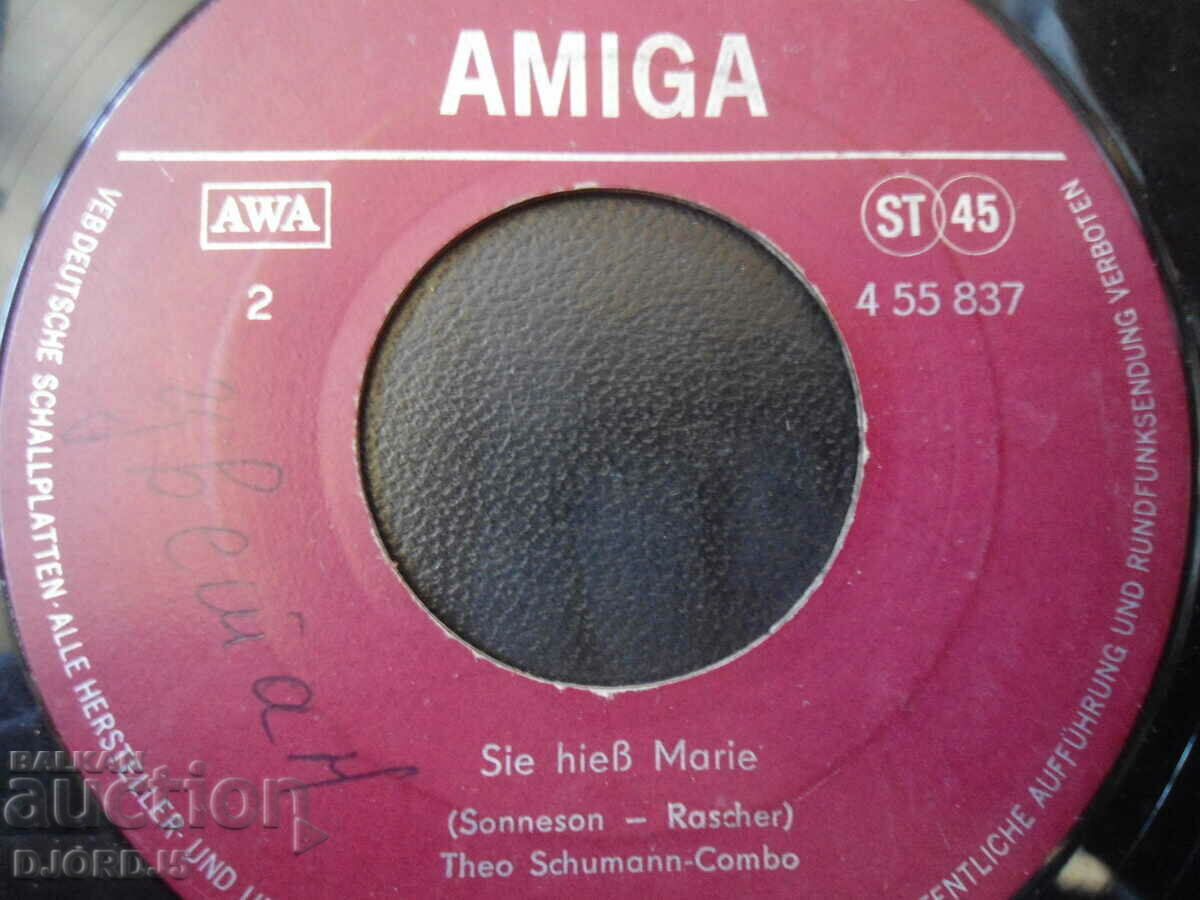 AMIGA
AWA
ST 45
2
4 55 837
VEB DEUTSCHE SCHALLPLATTEN · ALLE HERSTELLER- UND
ENTLICHE AUFFÜHRUNG UND RUNDFUNKSENDUNG VERBOTEN
Sie hieß Marie
(Sonneson – Rascher)
Theo Schumann-Combo
BALKAN
auction
DJORDJ5